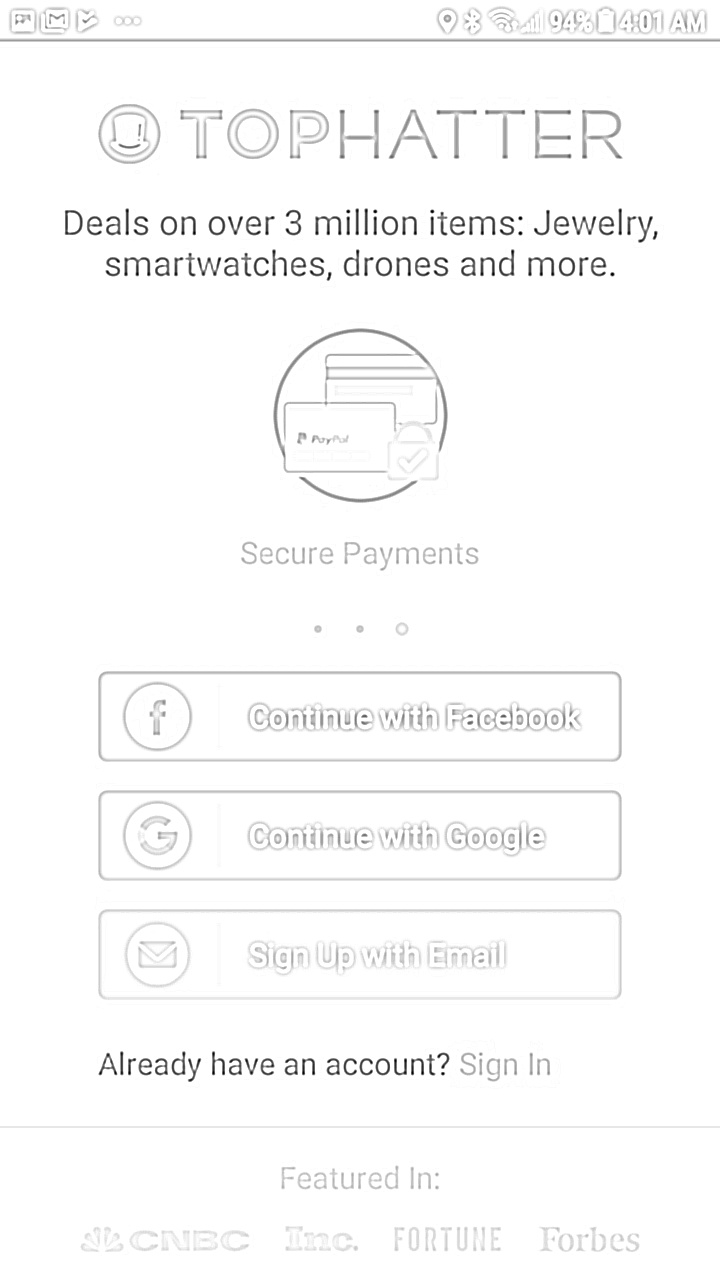 94% 4:01 AM
TOPHATTER
Deals on over 3 million items: Jewelry,
smartwatches, drones and more.
PayPal
Secure Payments
Continue with Facebook
Continue with Google
Sign Up with Email
Already have an account? Sign In
Featured In:
CNBC Inc. FORTUNE Forbes